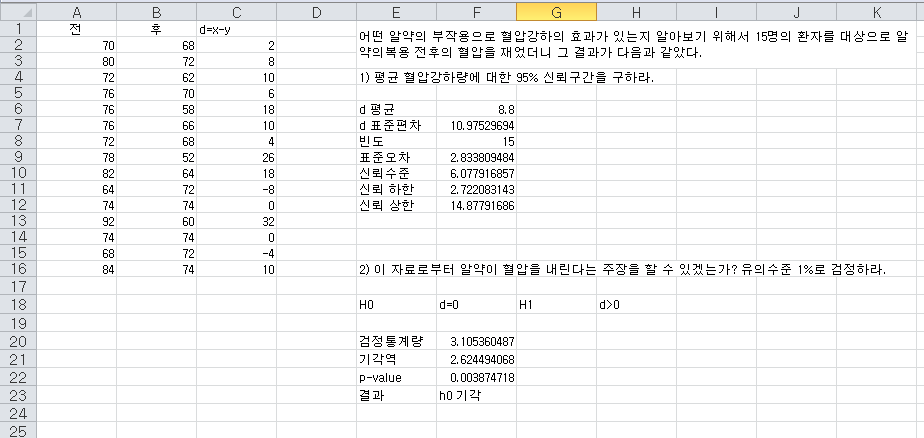 A B C D E F G H I J K
1 전 후 d=x-y
어떤 알약의 부작용으로 혈압강하의 효과가 있는지 알아보기 위해서 15명의 환자를 대상으로 알
2 70 68 2
약의복용 전후의 혈압을 재었더니 그 결과가 다음과 같았다.
3 80 72 8
4 72 62 10 1) 평균 혈압강하량에 대한 95% 신뢰구간을 구하라.
5 76 70 6
6 76 58 18 d 평균 8.8
7 76 66 10 d 표준편차 10.97529694
8 72 68 4 빈도 15
9 78 52 26 표준오차 2.833809484
10 82 64 18 신뢰수준 6.077916857
11 64 72 -8 신뢰 하한 2.722083143
12 74 74 0 신뢰 상한 14.87791686
13 92 60 32
14 74 74 0
15 68 72 -4
16 84 74 10 2) 이 자료로부터 알약이 혈압을 내린다는 주장을 할 수 있겠는가? 유의수준 1%로 검정하라.
17
18 H0 d=0 H1 d>0
19
20 검정통계량 3.105360487
21 기각역 2.624494068
22 p-value 0.003874718
23 결과 h0 기각
24
25